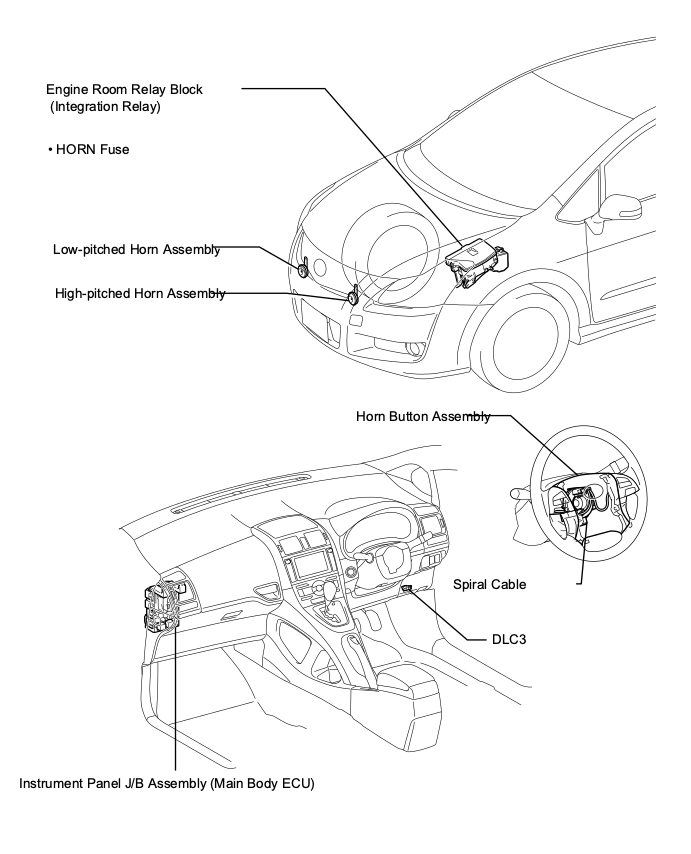 Engine Room Relay Block
(Integration Relay)
• HORN Fuse
Low-pitched Horn Assembly
High-pitched Horn Assembly
Horn Button Assembly
Spiral Cable
DLC3
Instrument Panel J/B Assembly (Main Body ECU)